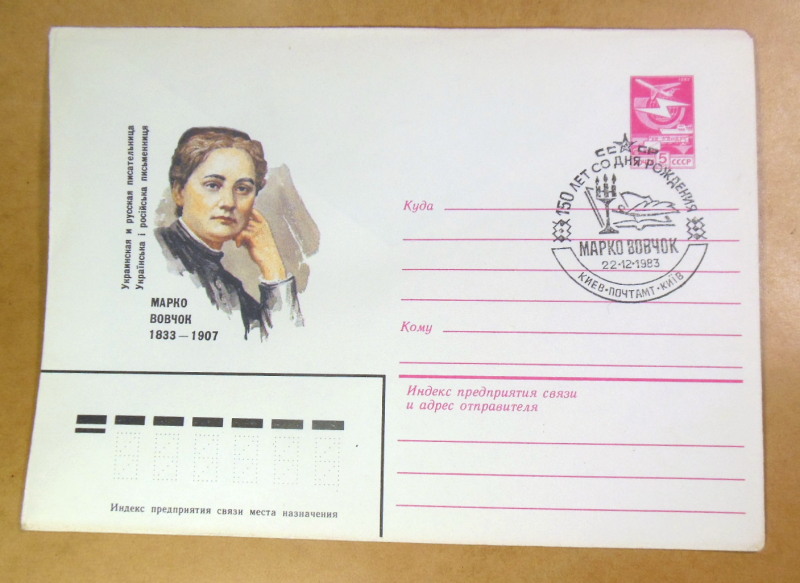 Украинская и русская писательница
Українська і російська письменниця
МАРКО
ВОВЧОК
1833—1907
5
СССР
150 ЛЕТ СО ДНЯ РОЖДЕНИЯ
МАРКО ВОВЧОК
22·12·1983
КИЕВ·ПОЧТАМТ·КИЇВ
Куда
Кому
Индекс предприятия связи
и адрес отправителя
Индекс предприятия связи места назначения